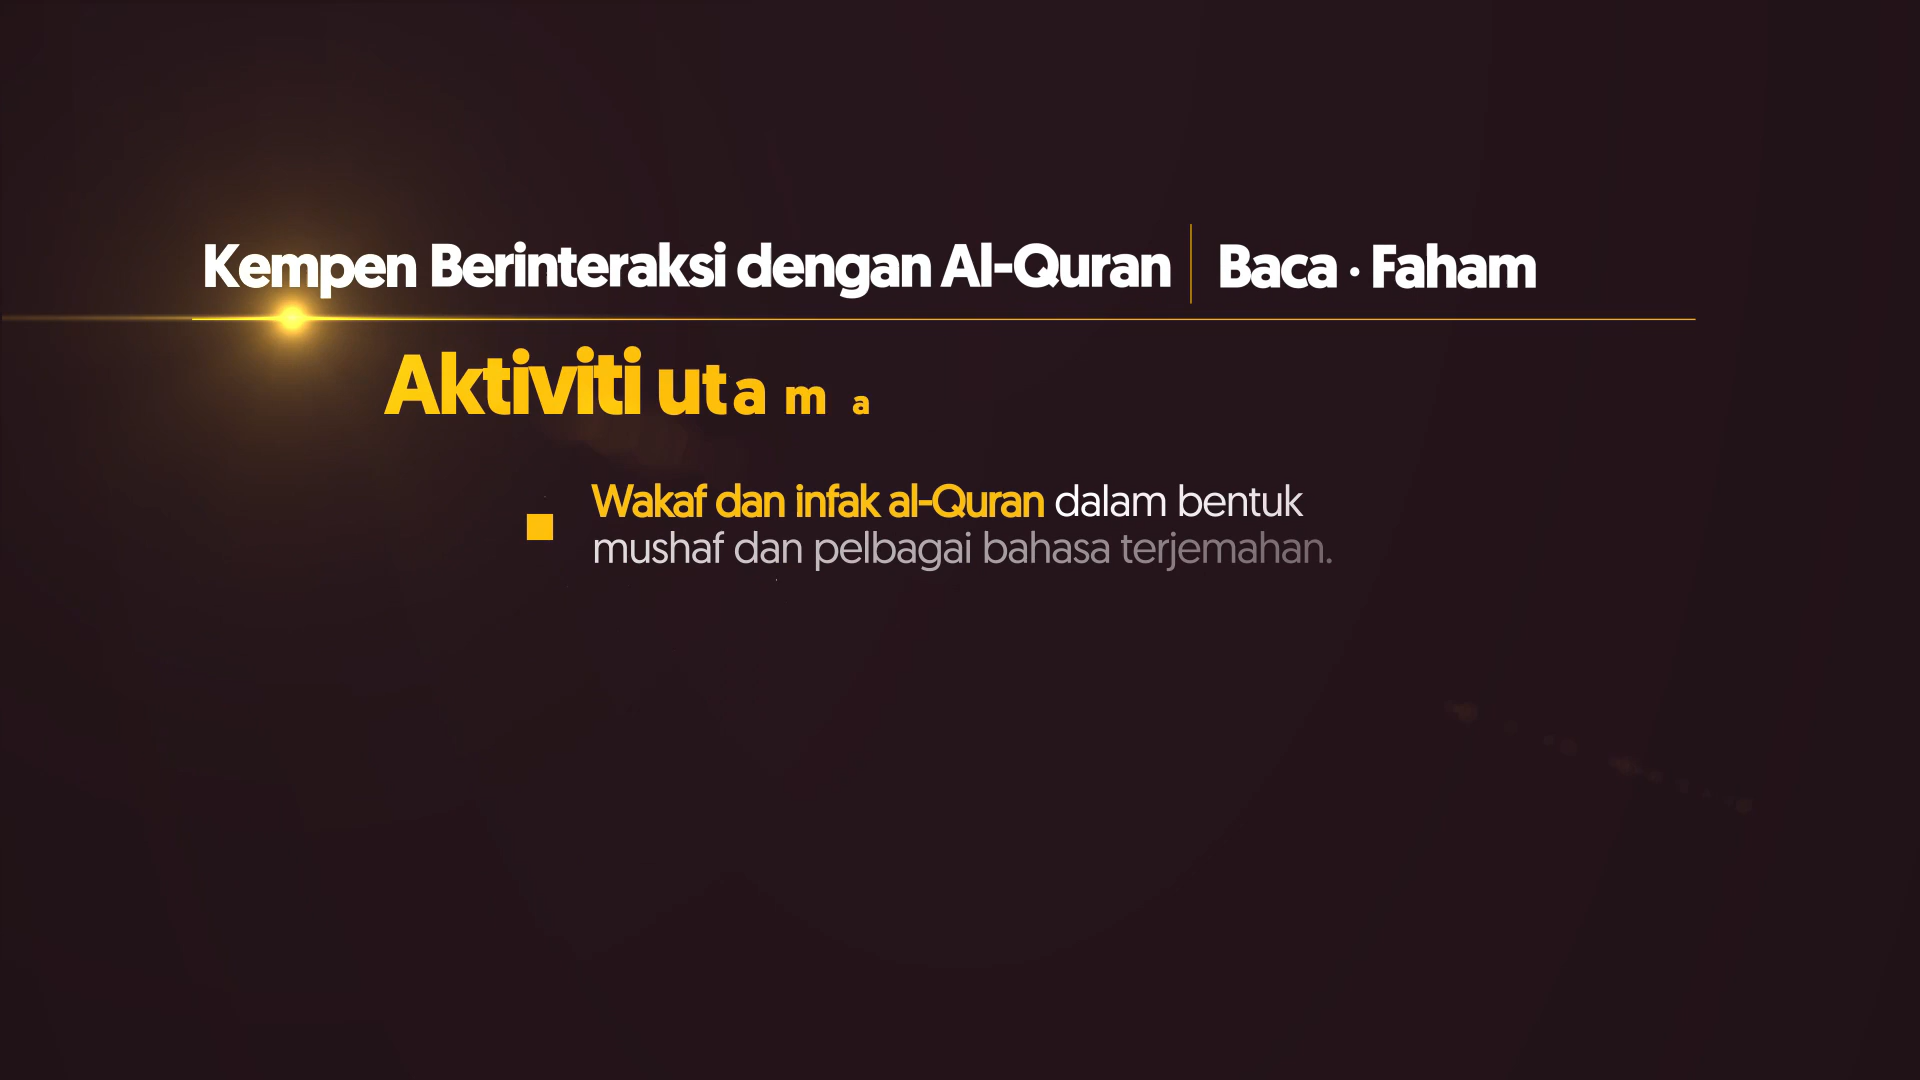 Kempen Berinteraksi dengan Al-Quran Baca · Faham
Aktiviti utama
Wakaf dan infak al-Quran dalam bentuk
mushaf dan pelbagai bahasa terjemahan.